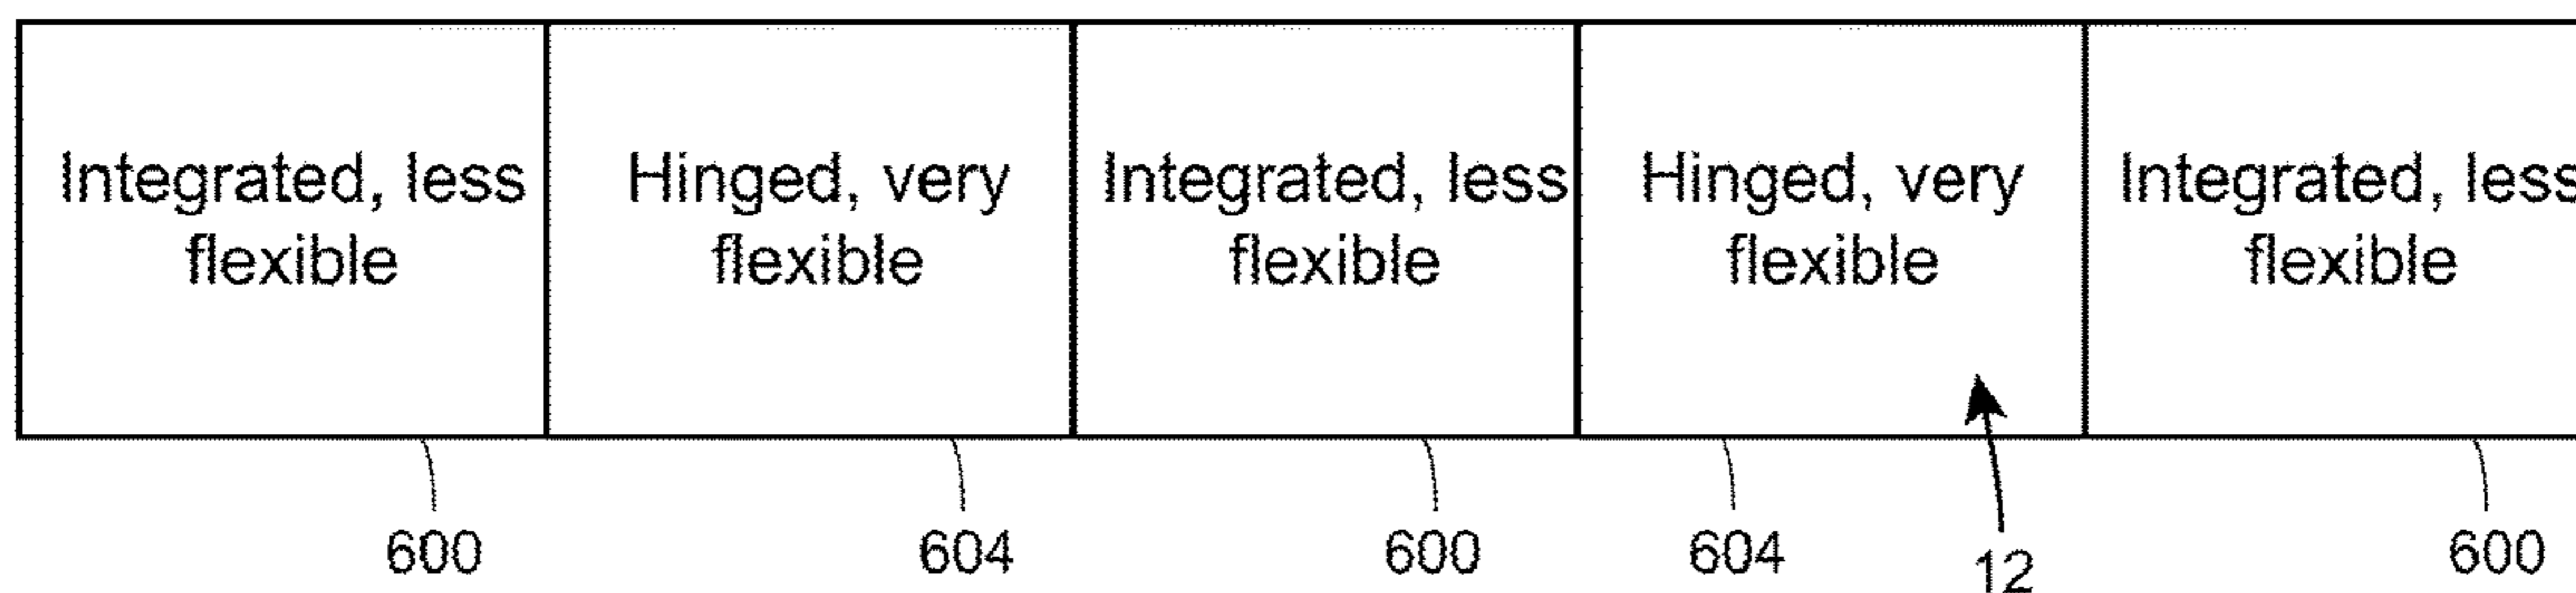 Integrated, less
flexible
Hinged, very
flexible
Integrated, less
flexible
Hinged, very
flexible
Integrated, less
flexible
600
604
600
604
12
600